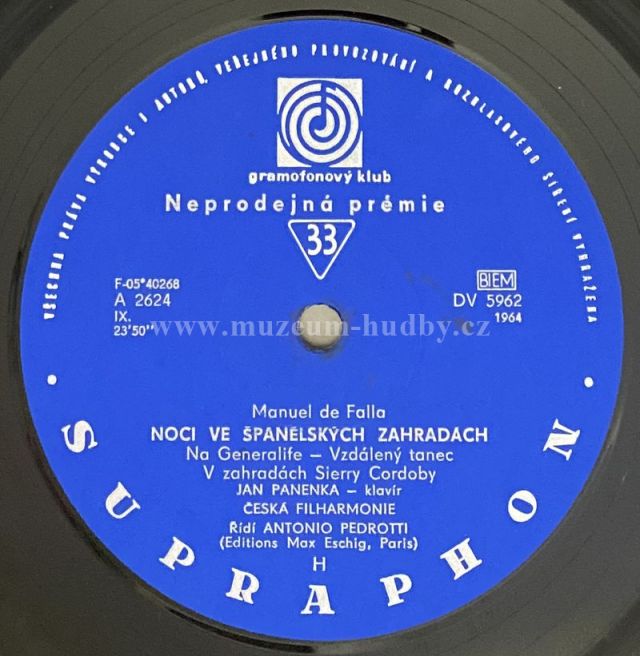 VŠECHNA PRÁVA VÝROBCE I AUTORŮ, VEŘEJNÉHO PROVOZOVÁNÍ A ROZHLASOVÉHO ŠÍŘENÍ VYHRAŽENA
gramofonový klub
Neprodejná prémie
33
F-05*40268
BIEM
A 2624
DV 5962
IX.
1964
23'50"
www.muzeum-hudby.cz
Manuel de Falla
NOCI VE ŠPANĚLSKÝCH ZAHRADÁCH
Na Generalife – Vzdálený tanec
V zahradách Sierry Cordoby
JAN PANENKA – klavír
ČESKÁ FILHARMONIE
Řídí ANTONIO PEDROTTI
(Editions Max Eschig, Paris)
H
SUPRAPHON